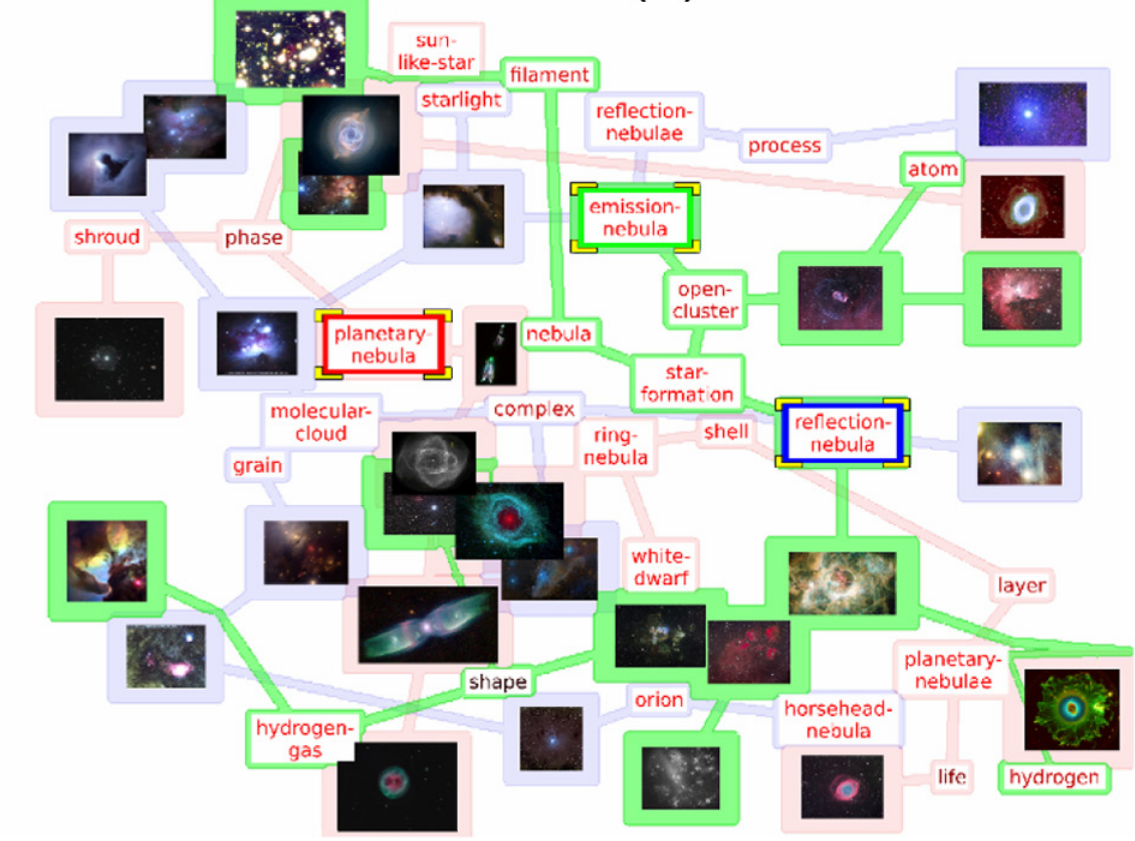 sun-
like-star
filament
starlight
reflection-
nebulae
process
atom
emission-
nebula
shroud
phase
open-
cluster
planetary-
nebula
nebula
star-
formation
molecular-
cloud
complex
reflection-
nebula
ring-
nebula
shell
grain
white-
dwarf
layer
planetary-
nebulae
shape
orion
horsehead-
nebula
hydrogen-
gas
life
hydrogen